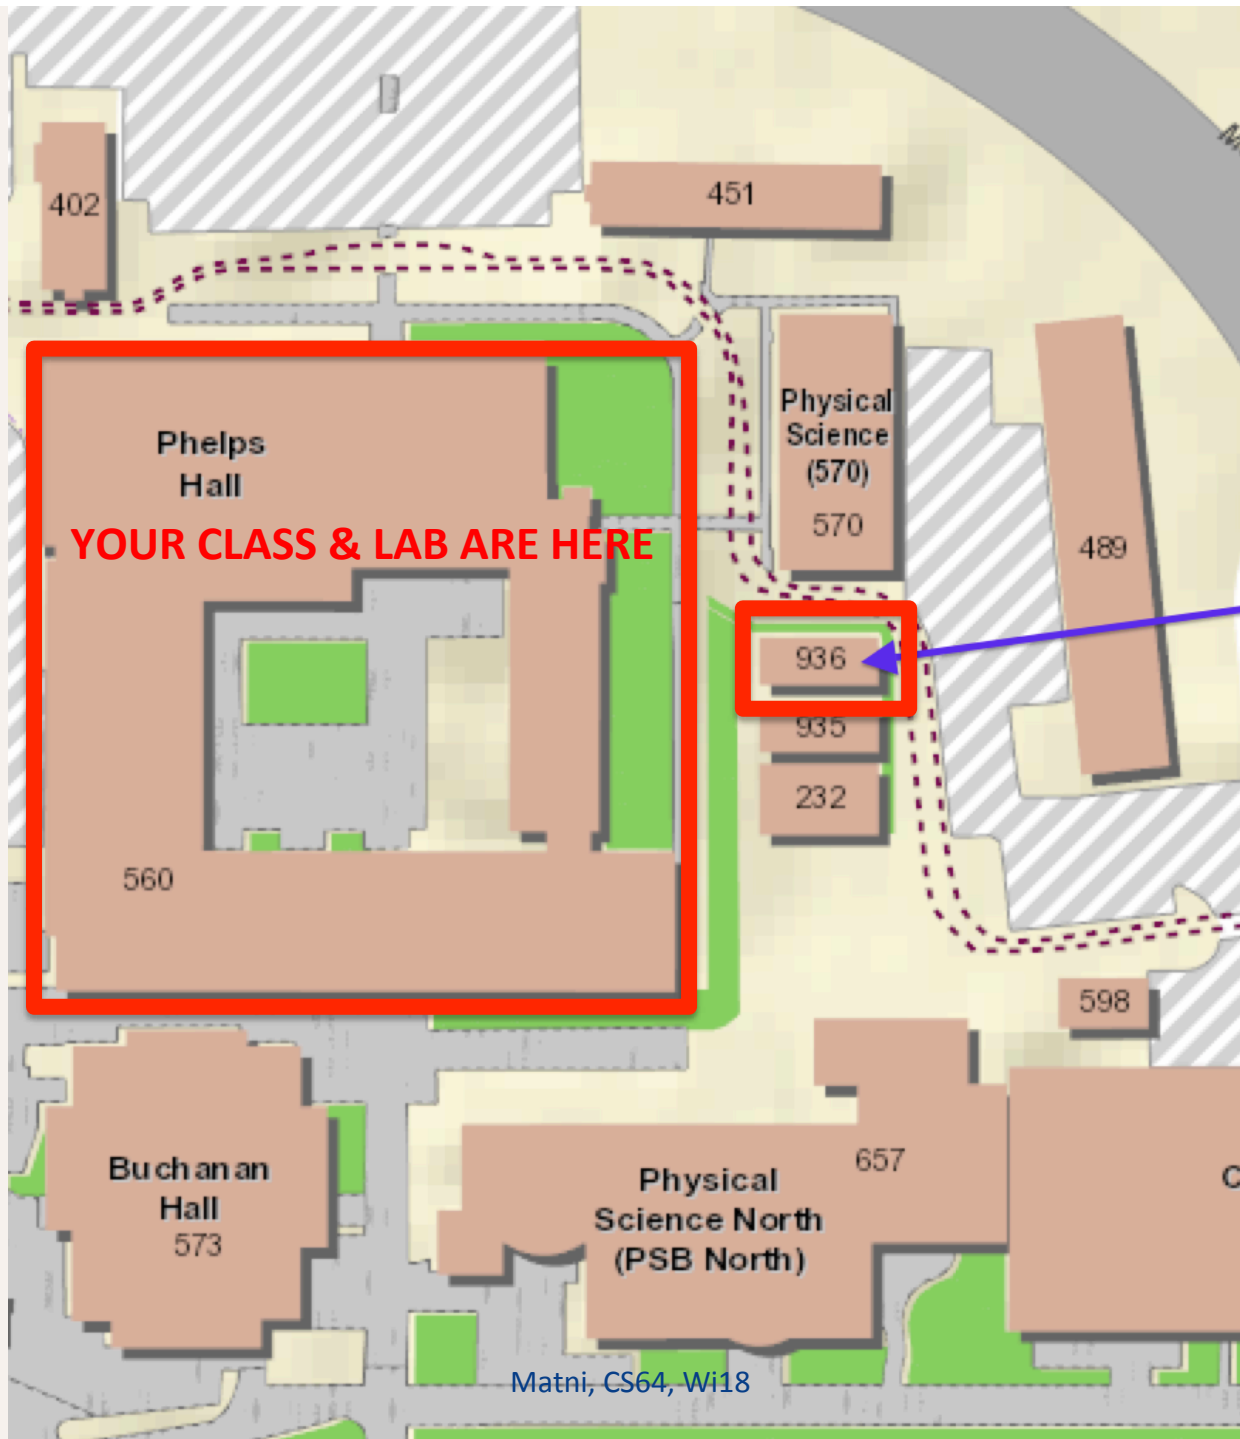 402
451
Physical
Science
(570)
570
Phelps
Hall
YOUR CLASS & LAB ARE HERE
489
936
935
232
560
598
657
Buchanan
Hall
573
Physical
Science North
(PSB North)
C
Matni, CS64, Wi18